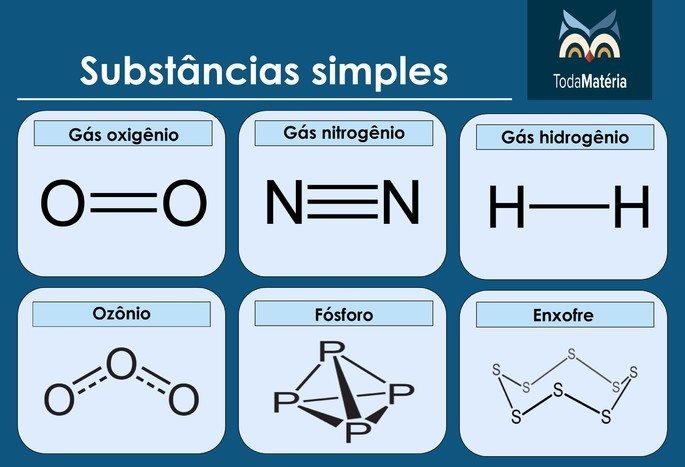 Substâncias simples
TodaMatéria
Gás oxigênio
Gás nitrogênio
Gás hidrogênio
O O
N N
H H
Ozônio
Fósforo
Enxofre
O
O O
P
P P
P
S
S S
S S
S
S S